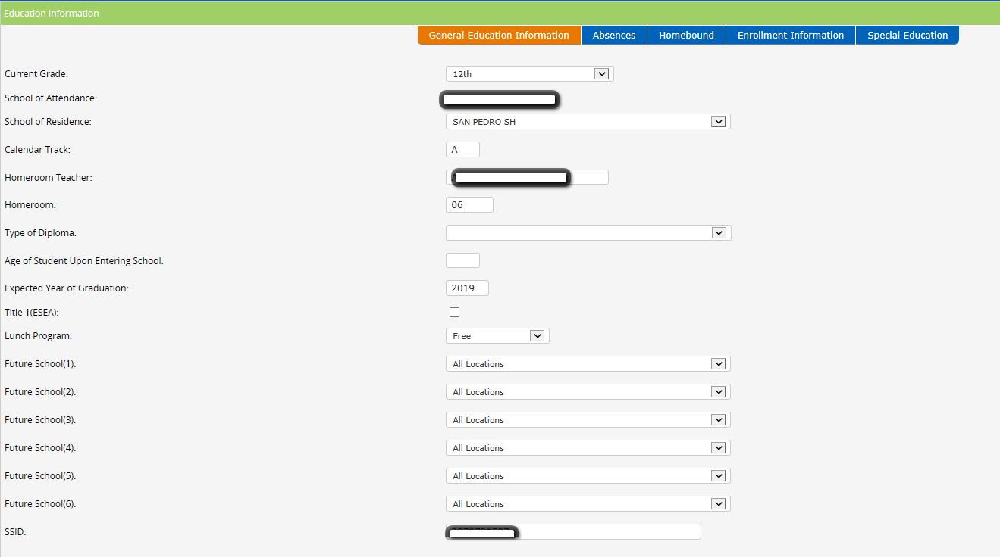 Education Information
General Education Information Absences Homebound Enrollment Information Special Education
Current Grade: 12th
School of Attendance:
School of Residence: SAN PEDRO SH
Calendar Track: A
Homeroom Teacher:
Homeroom: 06
Type of Diploma:
Age of Student Upon Entering School:
Expected Year of Graduation: 2019
Title 1(ESEA):
Lunch Program: Free
Future School(1): All Locations
Future School(2): All Locations
Future School(3): All Locations
Future School(4): All Locations
Future School(5): All Locations
Future School(6): All Locations
SSID: